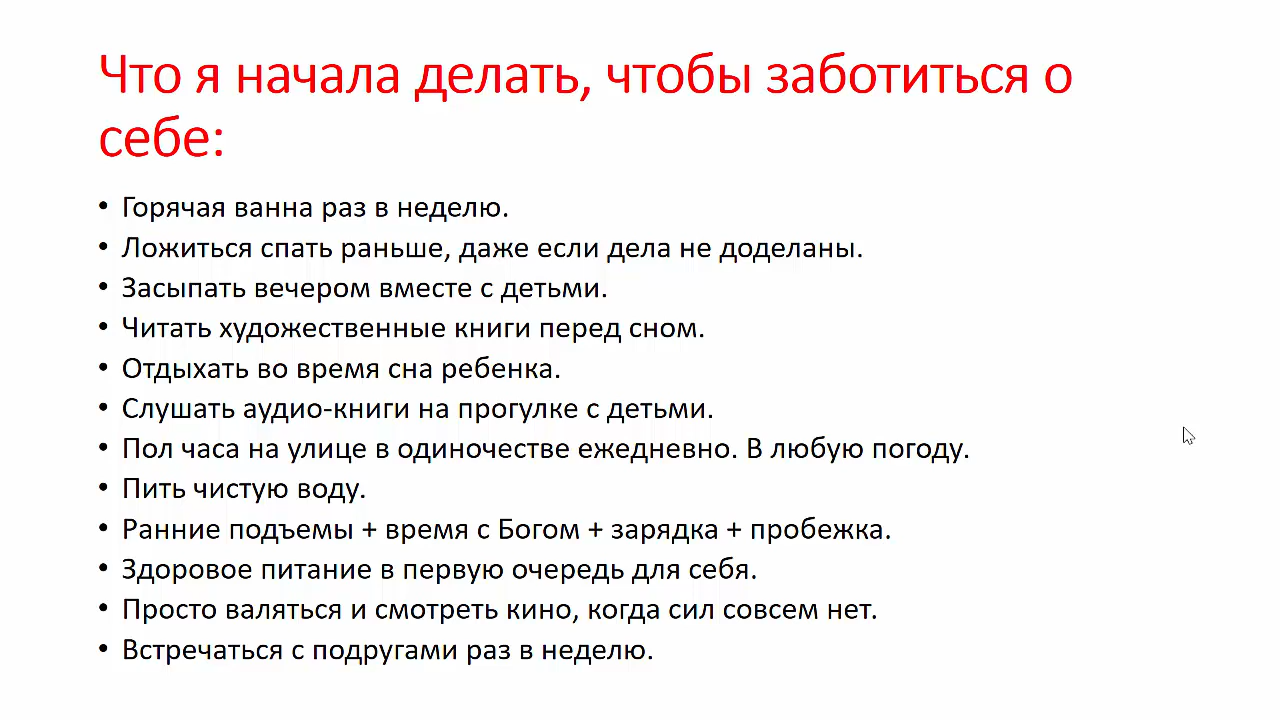 Что я начала делать, чтобы заботиться о
себе:
• Горячая ванна раз в неделю.
• Ложиться спать раньше, даже если дела не доделаны.
• Засыпать вечером вместе с детьми.
• Читать художественные книги перед сном.
• Отдыхать во время сна ребенка.
• Слушать аудио-книги на прогулке с детьми.
• Пол часа на улице в одиночестве ежедневно. В любую погоду.
• Пить чистую воду.
• Ранние подъемы + время с Богом + зарядка + пробежка.
• Здоровое питание в первую очередь для себя.
• Просто валяться и смотреть кино, когда сил совсем нет.
• Встречаться с подругами раз в неделю.